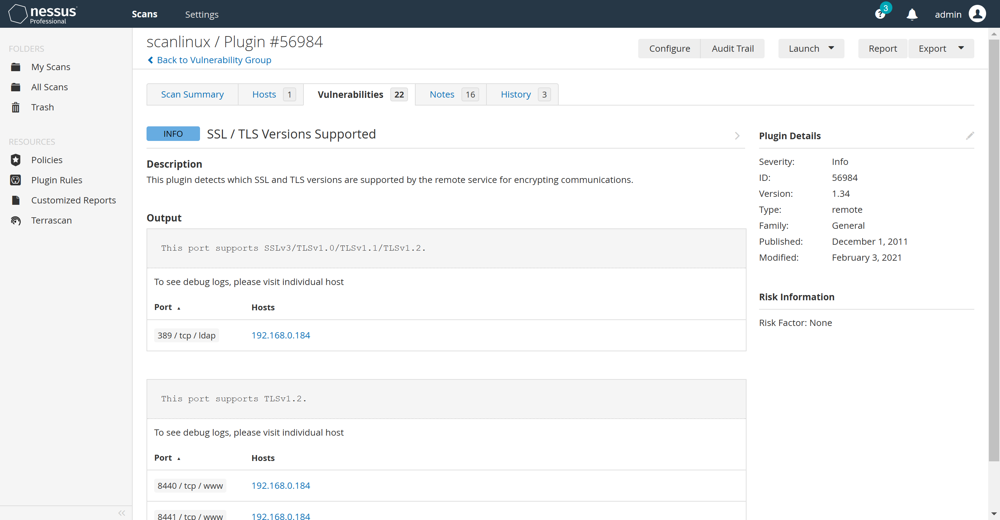 nessus
Professional
Scans
Settings
3
admin
FOLDERS
My Scans
All Scans
Trash
RESOURCES
Policies
Plugin Rules
Customized Reports
Terrascan
scanlinux / Plugin #56984
Back to Vulnerability Group
Configure
Audit Trail
Launch
Report
Export
Scan Summary
Hosts 1
Vulnerabilities 22
Notes 16
History 3
INFO
SSL / TLS Versions Supported
Description
This plugin detects which SSL and TLS versions are supported by the remote service for encrypting communications.
Output
This port supports SSLv3/TLSv1.0/TLSv1.1/TLSv1.2.
To see debug logs, please visit individual host
Port ▲ Hosts
389 / tcp / ldap 192.168.0.184
This port supports TLSv1.2.
To see debug logs, please visit individual host
Port ▲ Hosts
8440 / tcp / www 192.168.0.184
8441 / tcp / www 192.168.0.184
Plugin Details
Severity: Info
ID: 56984
Version: 1.34
Type: remote
Family: General
Published: December 1, 2011
Modified: February 3, 2021
Risk Information
Risk Factor: None